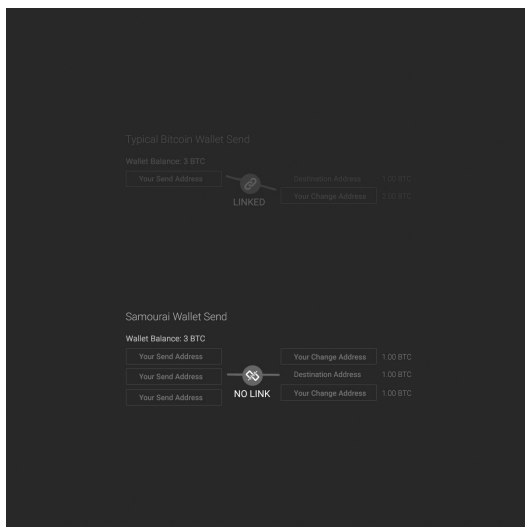 Typical Bitcoin Wallet Send
Wallet Balance: 3 BTC
Your Send Address
Destination Address 1.00 BTC
LINKED
Your Change Address 2.00 BTC
Samourai Wallet Send
Wallet Balance: 3 BTC
Your Send Address
Your Change Address 1.00 BTC
Your Send Address
Destination Address 1.00 BTC
NO LINK
Your Send Address
Your Change Address 1.00 BTC